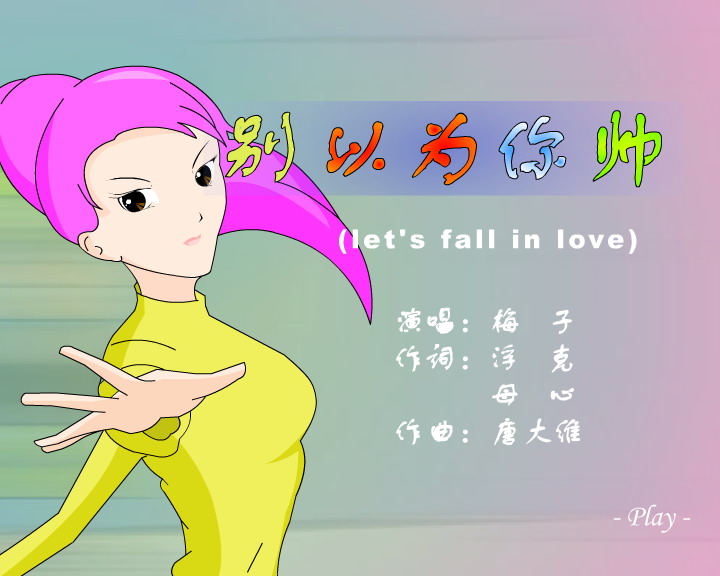 别以为你帅
(let's fall in love)
演唱：梅 子
作词：浮 克
母 心
作曲：唐大维
- Play -